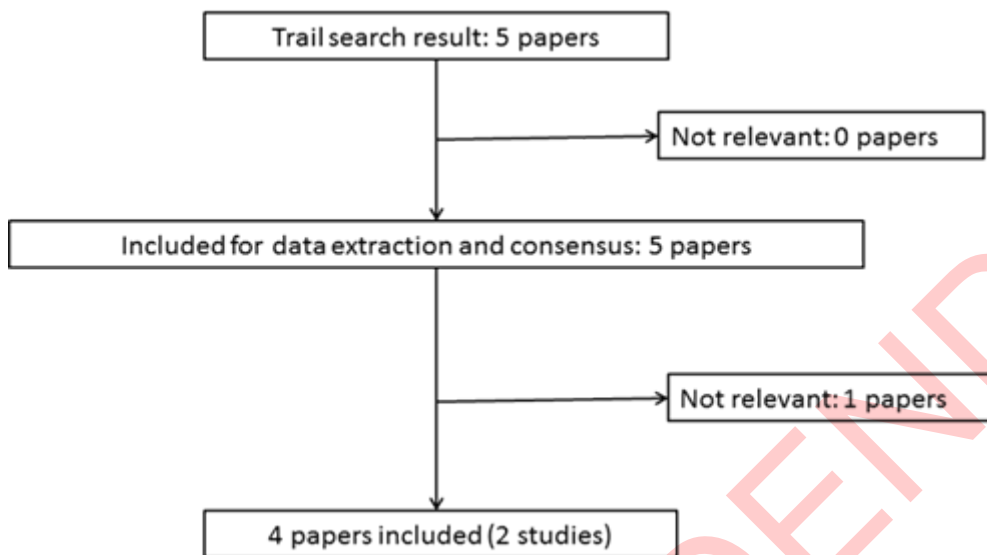 Trail search result: 5 papers
Not relevant: 0 papers
Included for data extraction and consensus: 5 papers
Not relevant: 1 papers
4 papers included (2 studies)
END